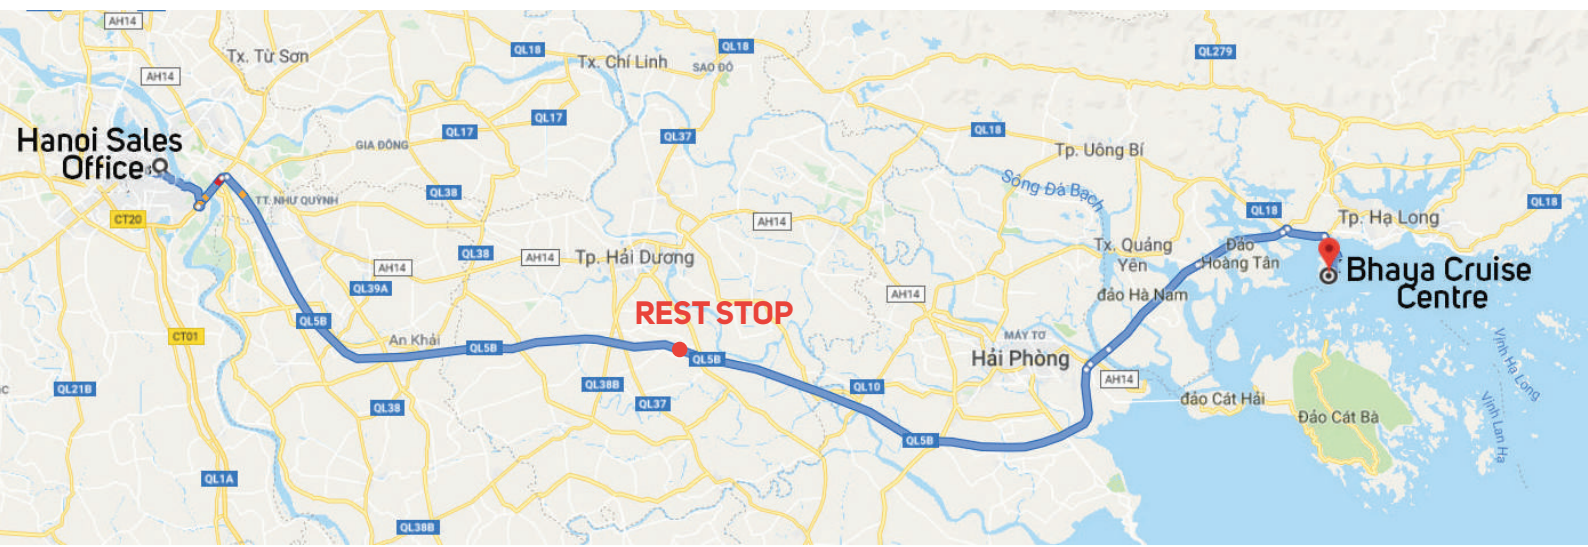 AH14
QL18
QL18
QL279
Tx. Từ Sơn
Tx. Chí Linh
SAO ĐỎ
AH14
Hanoi Sales
Office
QL17
QL17
GIA ĐÔNG
QL37
QL18
Tp. Uông Bí
Sông Đá Bạch
QL38
TT. NHƯ QUỲNH
CT20
AH14
QL18
QL18
Tp. Hạ Long
QL38
AH14
AH14
Tp. Hải Dương
Tx. Quảng
Yên
Đảo
Hoàng Tân
Bhaya Cruise
Centre
QL39A
AH14
đảo Hà Nam
REST STOP
QL5B
CT01
An Khải
QL5B
QL5B
MÁY TƠ
Hải Phòng
AH14
Vịnh Hạ Long
QL21B
QL38B
QL37
QL10
QL38
đảo Cát Hải
Đảo Cát Bà
Vịnh Lan Hạ
QL5B
QL1A
QL38B